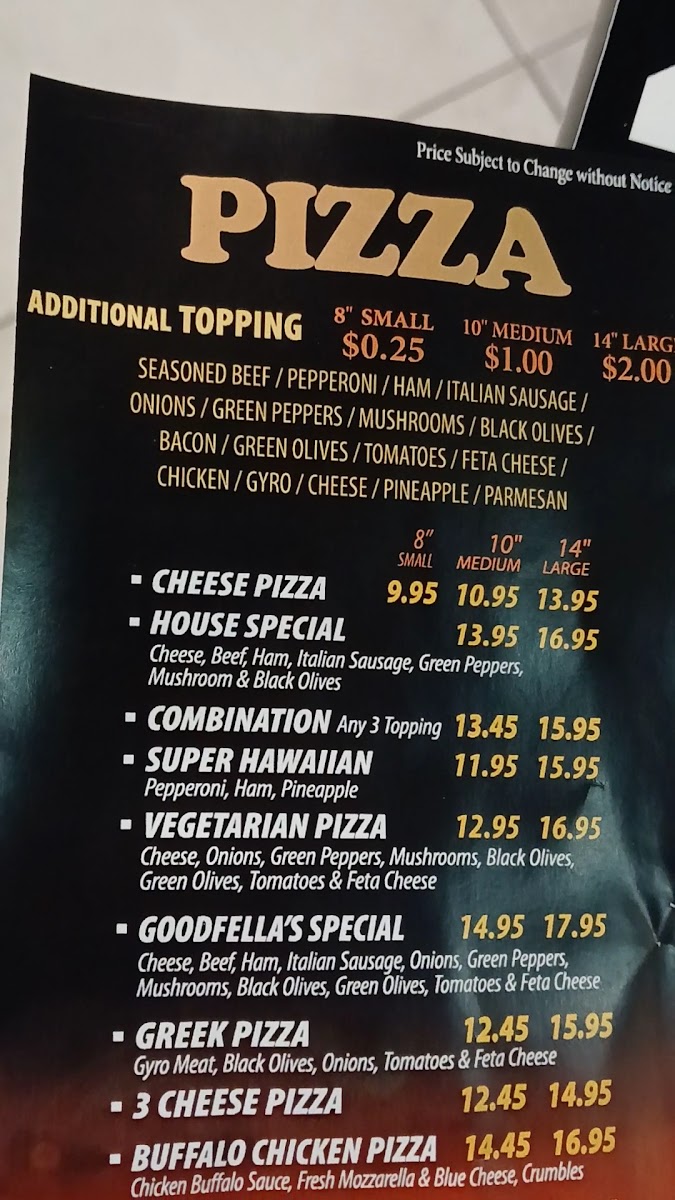 Price Subject to Change without Notice
PIZZA
ADDITIONAL TOPPING
8" SMALL 10" MEDIUM 14" LARG
$0.25 $1.00 $2.00
SEASONED BEEF / PEPPERONI / HAM / ITALIAN SAUSAGE /
ONIONS / GREEN PEPPERS / MUSHROOMS / BLACK OLIVES /
BACON / GREEN OLIVES / TOMATOES / FETA CHEESE /
CHICKEN / GYRO / CHEESE / PINEAPPLE / PARMESAN
8" 10" 14"
SMALL MEDIUM LARGE
▪ CHEESE PIZZA 9.95 10.95 13.95
▪ HOUSE SPECIAL 13.95 16.95
Cheese, Beef, Ham, Italian Sausage, Green Peppers,
Mushroom & Black Olives
▪ COMBINATION Any 3 Topping 13.45 15.95
▪ SUPER HAWAIIAN 11.95 15.95
Pepperoni, Ham, Pineapple
▪ VEGETARIAN PIZZA 12.95 16.95
Cheese, Onions, Green Peppers, Mushrooms, Black Olives,
Green Olives, Tomatoes & Feta Cheese
▪ GOODFELLA'S SPECIAL 14.95 17.95
Cheese, Beef, Ham, Italian Sausage, Onions, Green Peppers,
Mushrooms, Black Olives, Green Olives, Tomatoes & Feta Cheese
▪ GREEK PIZZA 12.45 15.95
Gyro Meat, Black Olives, Onions, Tomatoes & Feta Cheese
▪ 3 CHEESE PIZZA 12.45 14.95
▪ BUFFALO CHICKEN PIZZA 14.45 16.95
Chicken Buffalo Sauce, Fresh Mozzarella & Blue Cheese, Crumbles